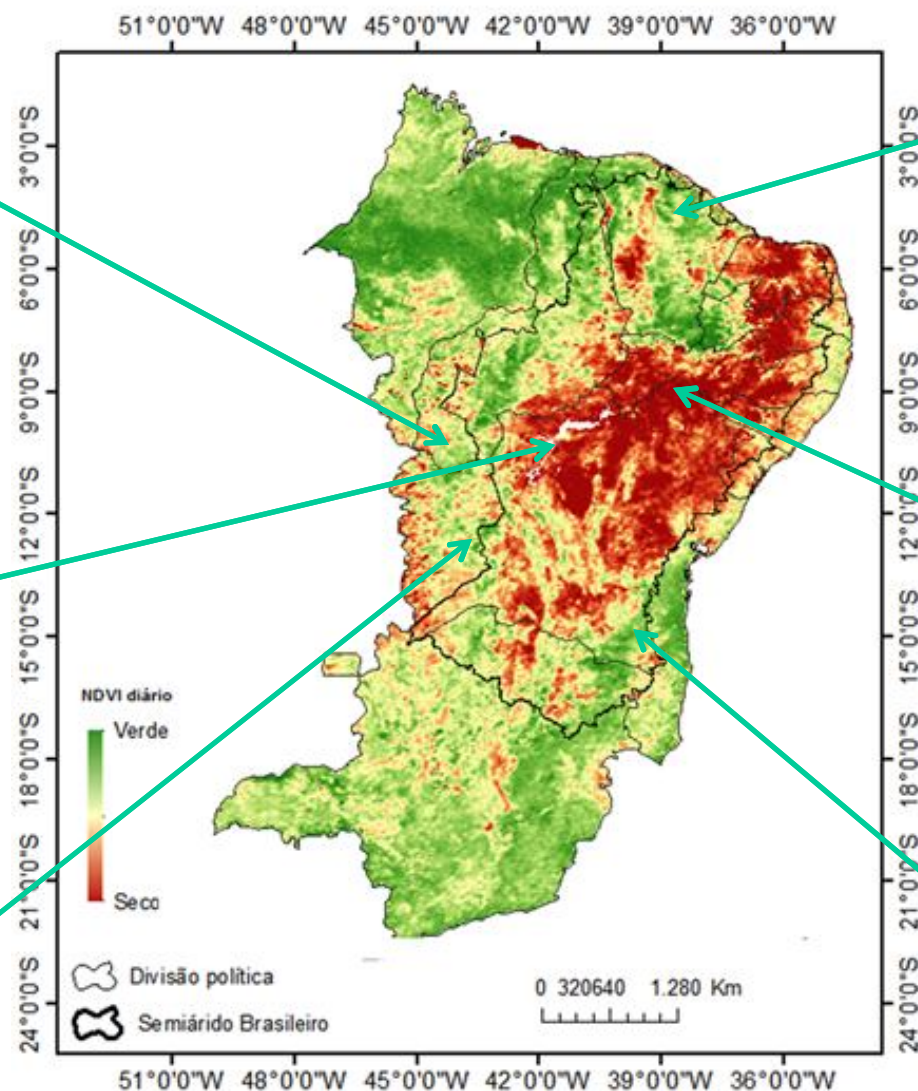 51°0'0"W 48°0'0"W 45°0'0"W 42°0'0"W 39°0'0"W 36°0'0"W
3°0'0"S 3°0'0"S
6°0'0"S 6°0'0"S
9°0'0"S 9°0'0"S
12°0'0"S 12°0'0"S
15°0'0"S 15°0'0"S
NDVI diário
Verde
18°0'0"S 18°0'0"S
Seco
21°0'0"S 21°0'0"S
Divisão política
0 320640 1.280 Km
Semiárido Brasileiro
24°0'0"S 24°0'0"S
51°0'0"W 48°0'0"W 45°0'0"W 42°0'0"W 39°0'0"W 36°0'0"W